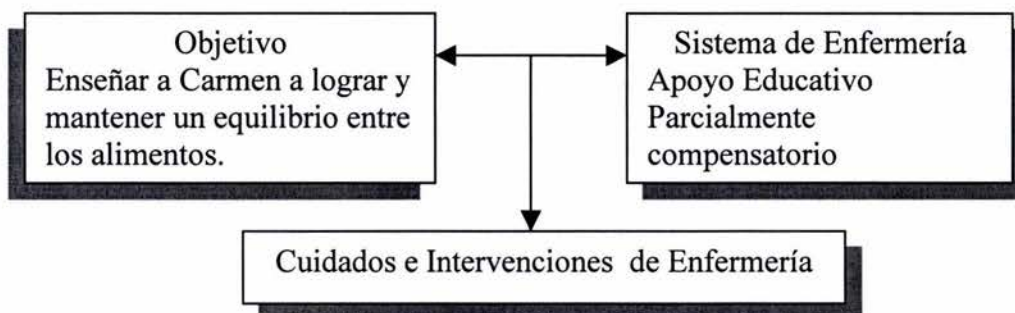 Objetivo
Enseñar a Carmen a lograr y
mantener un equilibrio entre
los alimentos.
Sistema de Enfermería
Apoyo Educativo
Parcialmente
compensatorio
Cuidados e Intervenciones de Enfermería